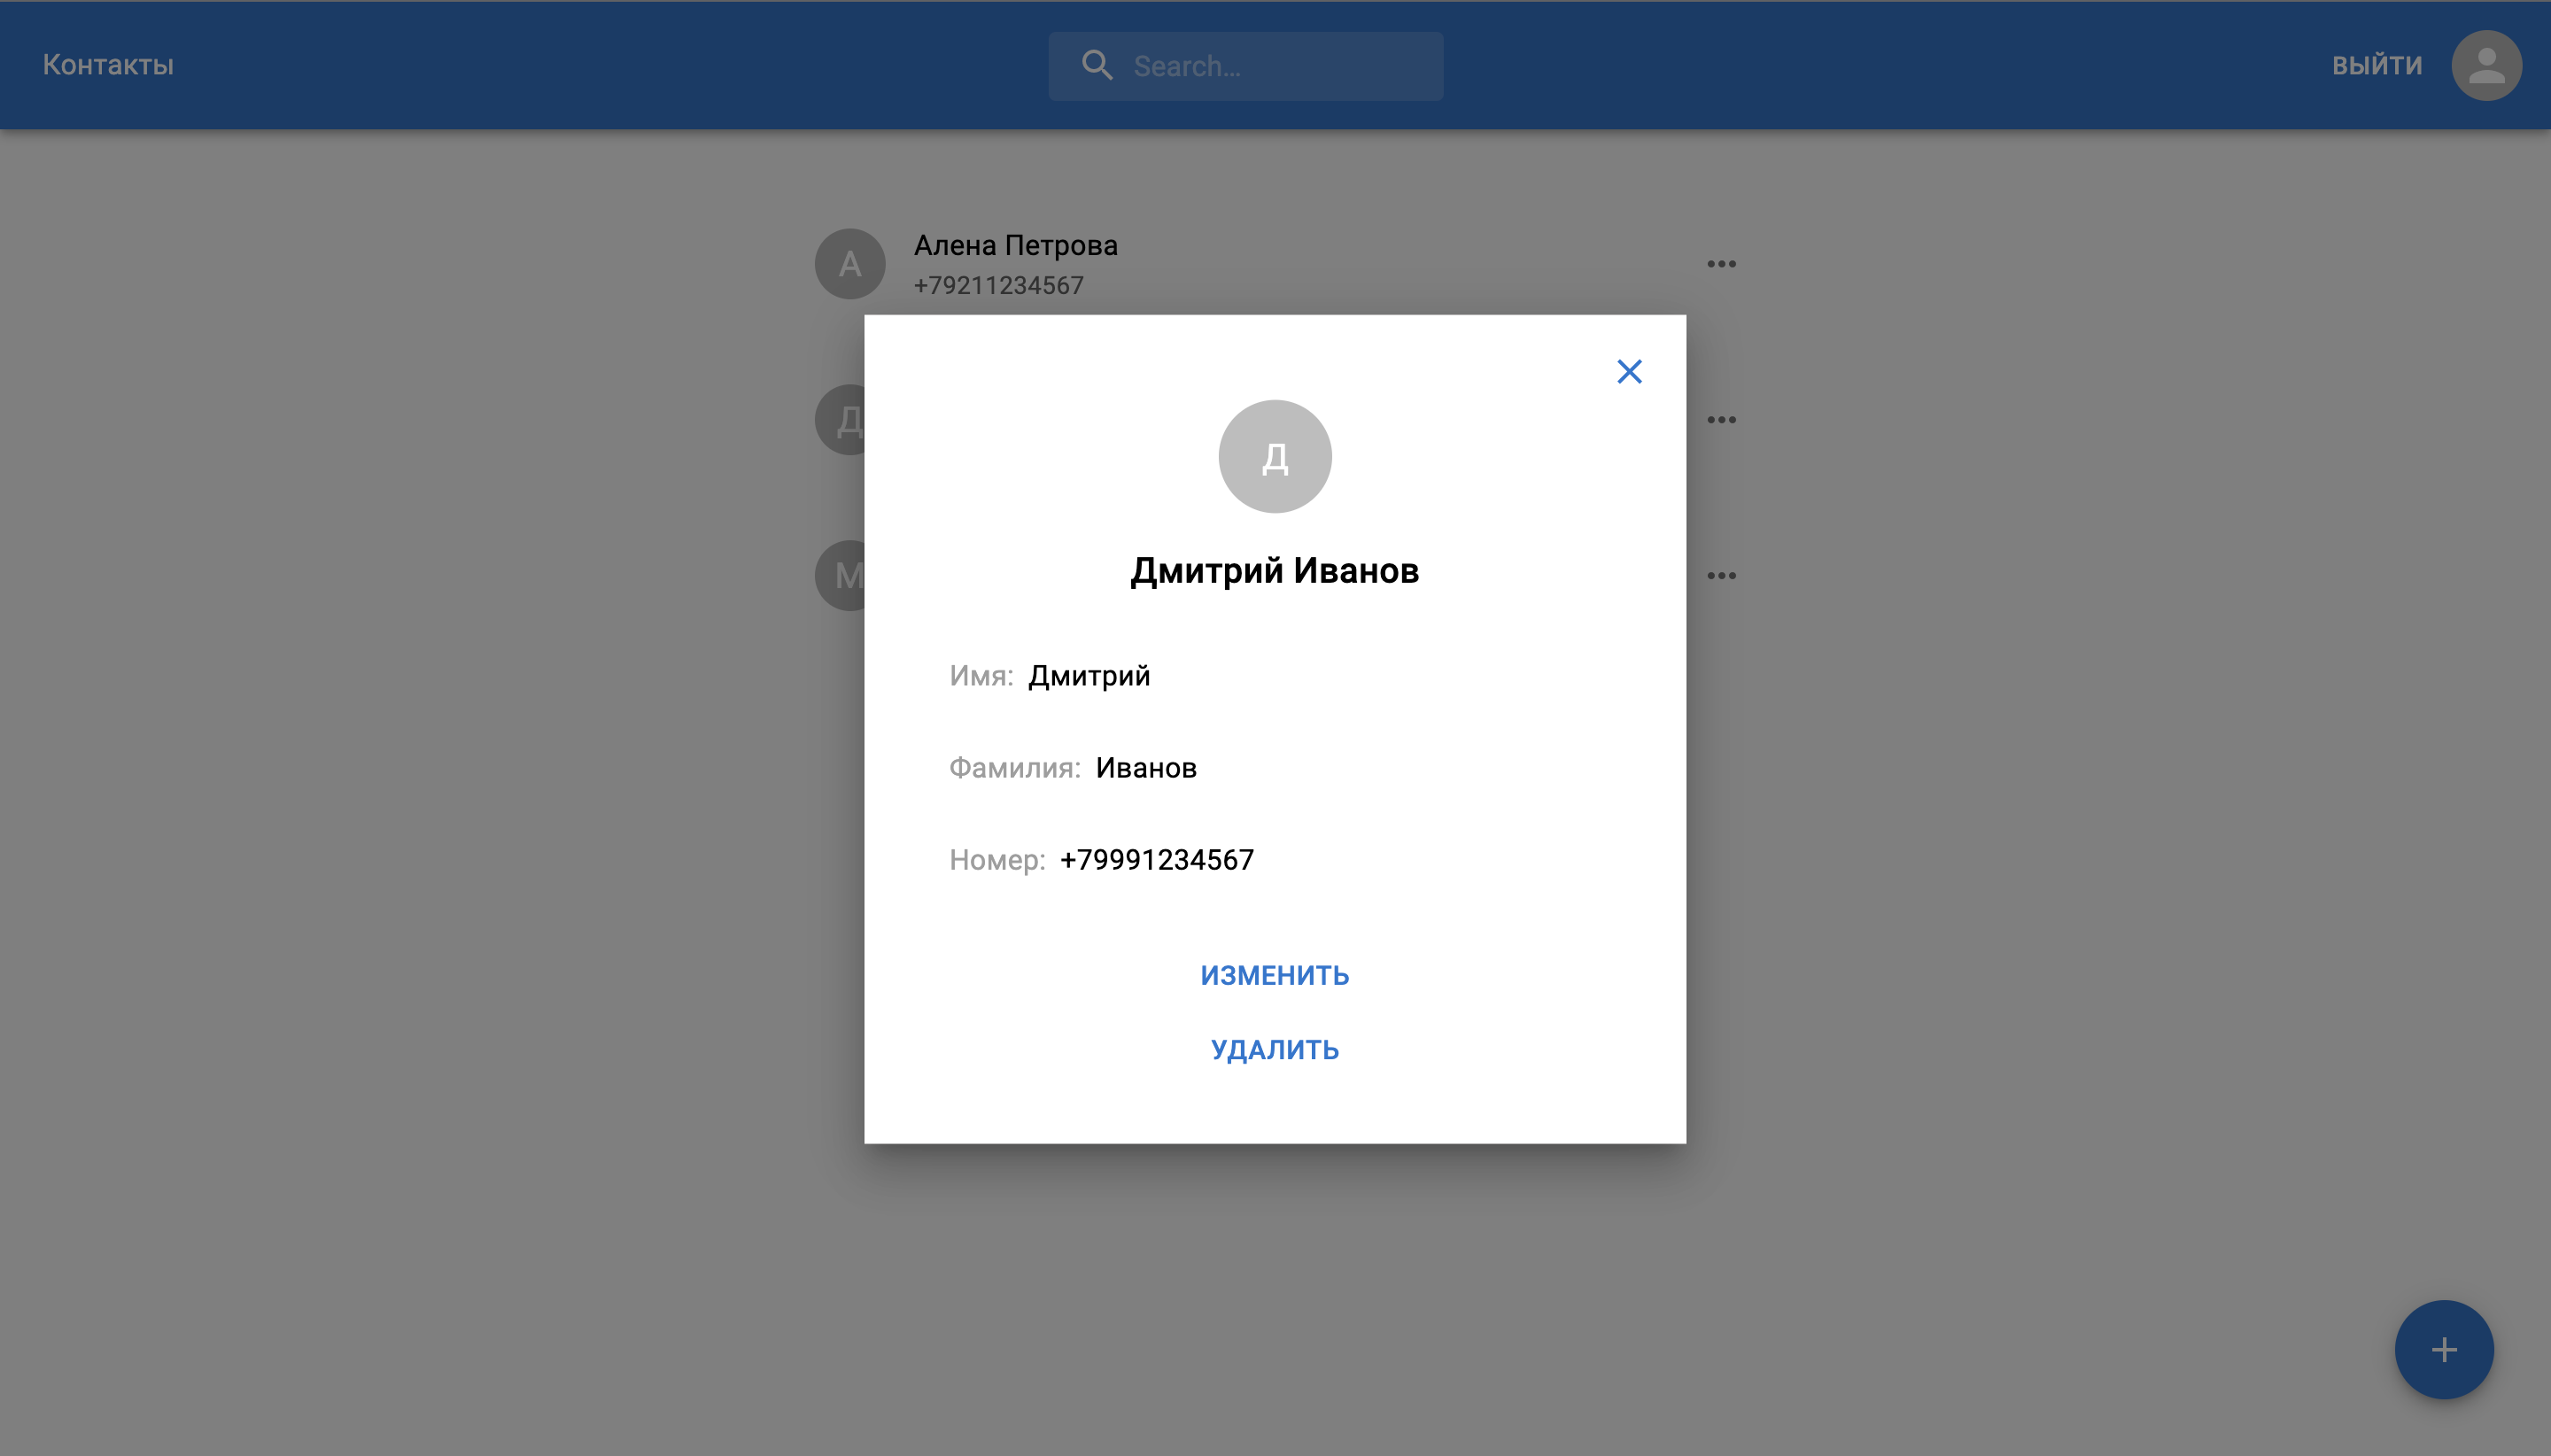 Контакты
Search...
ВЫЙТИ
А
Алена Петрова
+79211234567
Д
М
Д
Дмитрий Иванов
Имя: Дмитрий
Фамилия: Иванов
Номер: +79991234567
ИЗМЕНИТЬ
УДАЛИТЬ